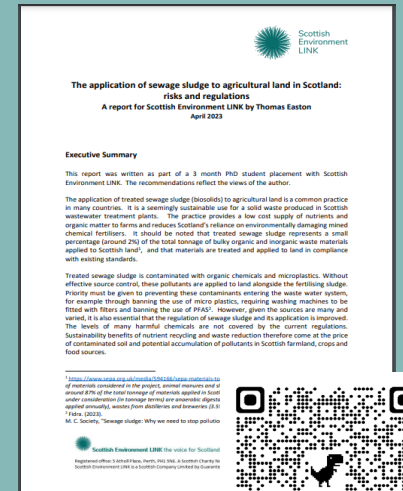 Scottish
Environment
LINK
The application of sewage sludge to agricultural land in Scotland:
risks and regulations
A report for Scottish Environment LINK by Thomas Easton
April 2023
Executive Summary
This report was written as part of a 3 month PhD student placement with Scottish
Environment LINK. The recommendations reflect the views of the author.
The application of treated sewage sludge (biosolids) to agricultural land is a common practice
in many countries. It is a seemingly sustainable use for a solid waste produced in Scottish
wastewater treatment plants. The practice provides a low cost supply of nutrients and
organic matter to farms and reduces Scotland's reliance on environmentally damaging mined
chemical fertilisers. It should be noted that treated sewage sludge represents a small
percentage (around 2%) of the total tonnage of bulky organic and inorganic waste materials
applied to Scottish land¹, and that materials are treated and applied to land in compliance
with existing standards.
Treated sewage sludge is contaminated with organic chemicals and microplastics. Without
effective source control, these pollutants are applied to land alongside the fertilising sludge.
Priority must be given to preventing these contaminants entering the waste water system,
for example through banning the use of micro plastics, requiring washing machines to be
fitted with filters and banning the use of PFAS². However, given the sources are many and
varied, it is also essential that the regulation of sewage sludge and its application is improved.
The levels of many harmful chemicals are not covered by the current regulations.
Sustainability benefits of nutrient recycling and waste reduction therefore come at the price
of contaminated soil and potential accumulation of pollutants in Scottish farmland, crops and
food sources.
¹ https://www.sepa.org.uk/media/594166/sepa-materials-to
of materials considered in the project, animal manures and sl
around 87% of the total tonnage of materials applied in Scotl
under consideration (in tonnage terms) are anaerobic digesta
applied annually), wastes from distilleries and breweries (3.5!
² Fidra. (2023).
M. C. Society, "Sewage sludge: Why we need to stop pollutio
Scottish Environment LINK the voice for Scotland
Registered office: 5 Atholl Place, Perth, PH1 5NE. A Scottish Charity N
Scottish Environment LINK is a Scottish Company Limited by Guarante